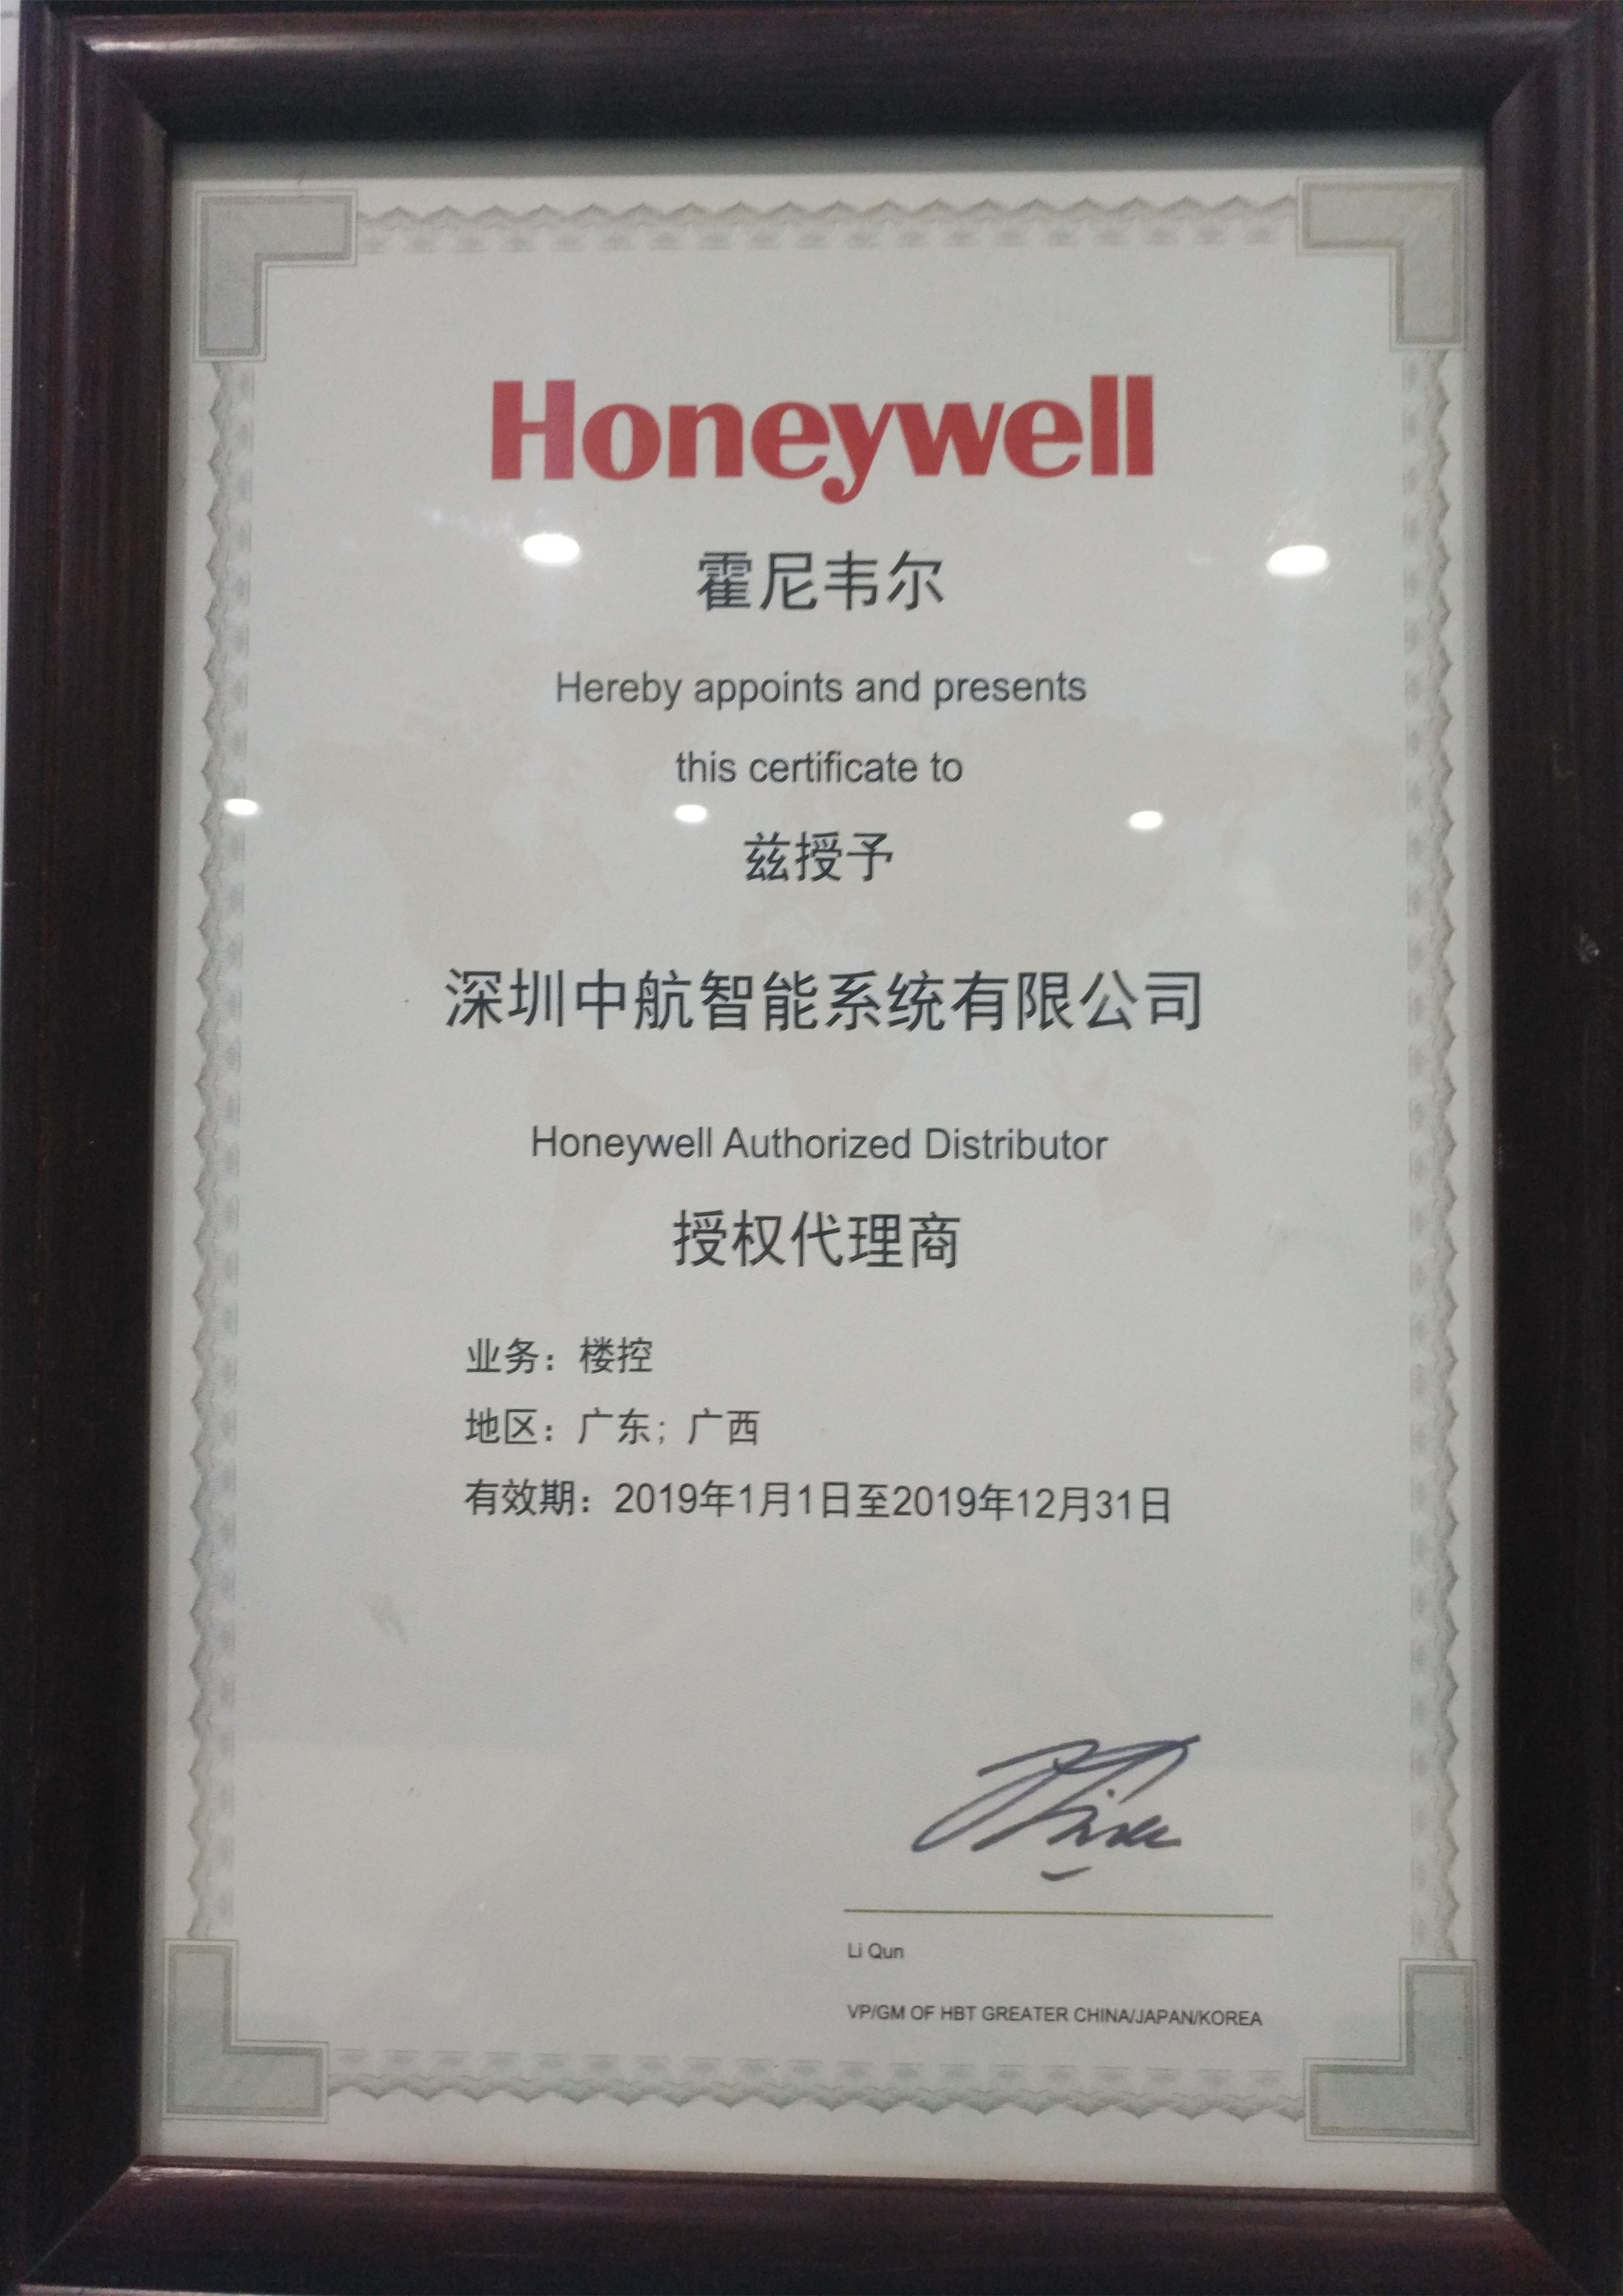 Honeywell
霍尼韦尔
Hereby appoints and presents
this certificate to
兹授予
深圳中航智能系统有限公司
Honeywell Authorized Distributor
授权代理商
业务：楼控
地区：广东；广西
有效期：2019年1月1日至2019年12月31日
Li Qun
VP/GM OF HBT GREATER CHINA/JAPAN/KOREA